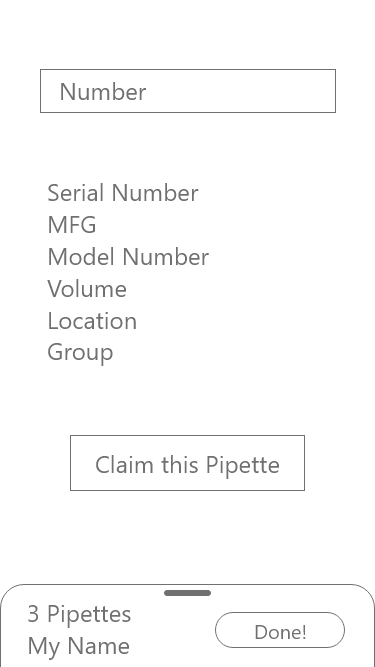 Number
Serial Number
MFG
Model Number
Volume
Location
Group
Claim this Pipette
3 Pipettes
My Name
Done!